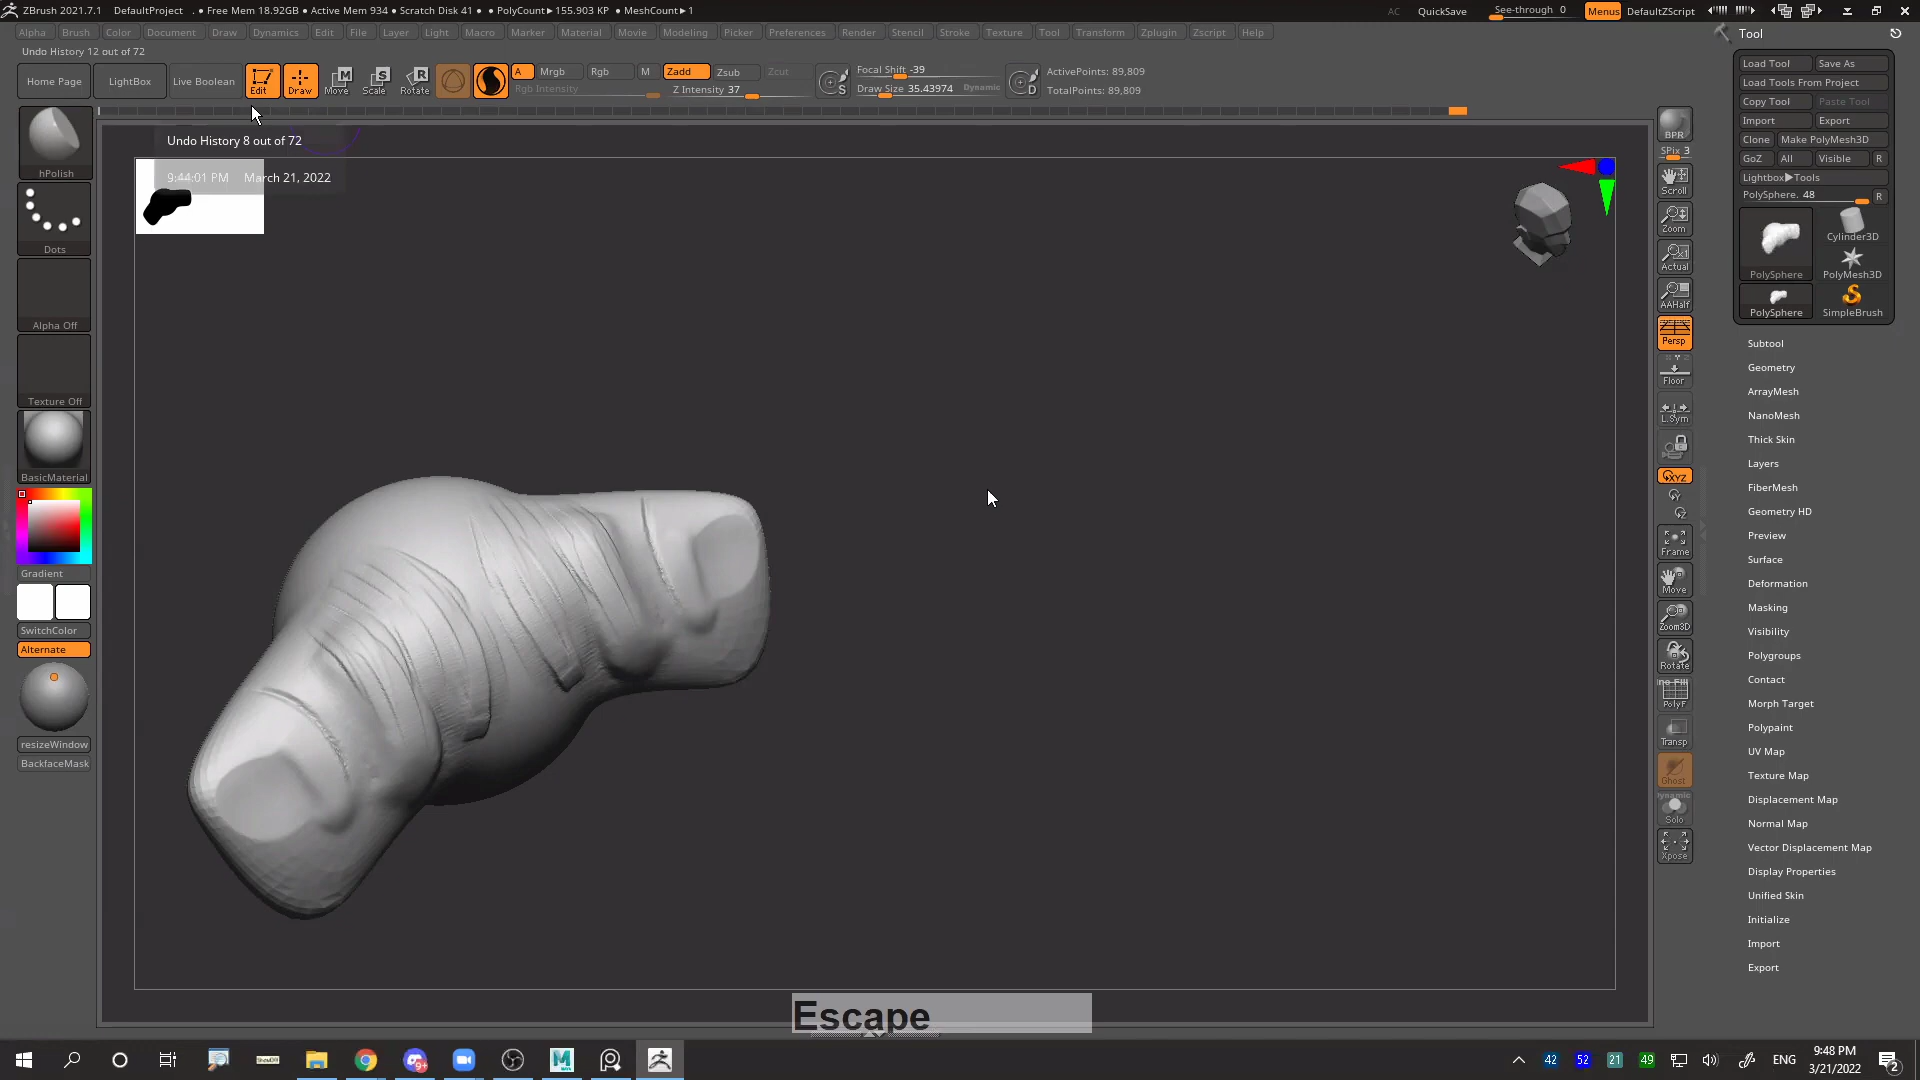 ZBrush 2021.7.1 DefaultProject . ● Free Mem 18.92GB ● Active Mem 934 ● Scratch Disk 41 ● ● PolyCount►155.903 KP ● MeshCount►1 AC QuickSave See-through 0 Menus DefaultZScript
Alpha Brush Color Document Draw Dynamics Edit File Layer Light Macro Marker Material Movie Modeling Picker Preferences Render Stencil Stroke Texture Tool Transform Zplugin Zscript Help
Undo History 12 out of 72
Home Page LightBox Live Boolean Edit Draw Move Scale Rotate
A Mrgb Rgb M Zadd Zsub Zcut
Rgb Intensity Z Intensity 37
Focal Shift -39
Draw Size 35.43974 Dynamic
ActivePoints: 89,809
TotalPoints: 89,809
Undo History 8 out of 72
9:44:01 PM March 21, 2022
hPolish
Dots
Alpha Off
Texture Off
BasicMaterial
Gradient
SwitchColor
Alternate
resizeWindow
BackfaceMask
Escape
BPR
SPix 3
Scroll
Zoom
Actual
AAHalf
Persp
Floor
L.Sym
XYZ
Frame
Move
Zoom3D
Rotate
PolyF
Transp
Ghost
Dynamic
Solo
Xpose
Tool
Load Tool Save As
Load Tools From Project
Copy Tool Paste Tool
Import Export
Clone Make PolyMesh3D
GoZ All Visible R
Lightbox►Tools
PolySphere. 48 R
PolySphere Cylinder3D
PolyMesh3D
PolySphere SimpleBrush
Subtool
Geometry
ArrayMesh
NanoMesh
Thick Skin
Layers
FiberMesh
Geometry HD
Preview
Surface
Deformation
Masking
Visibility
Polygroups
Contact
Morph Target
Polypaint
UV Map
Texture Map
Displacement Map
Normal Map
Vector Displacement Map
Display Properties
Unified Skin
Initialize
Import
Export
42 52 21 49 ENG 9:48 PM
3/21/2022
2